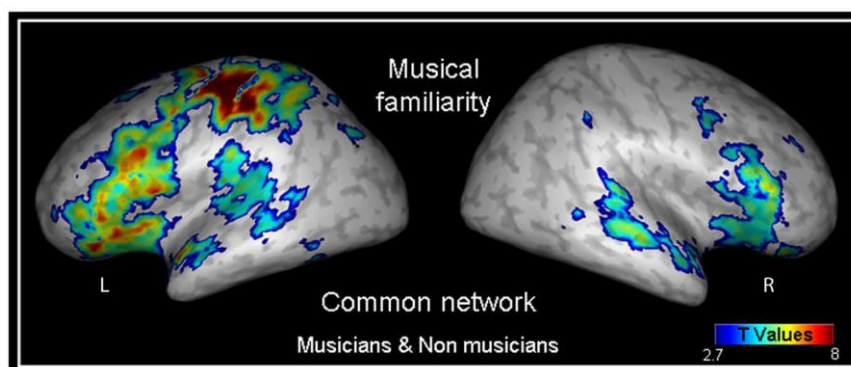 Musical
familiarity
L
R
Common network
Musicians & Non musicians
T Values
2.7 8